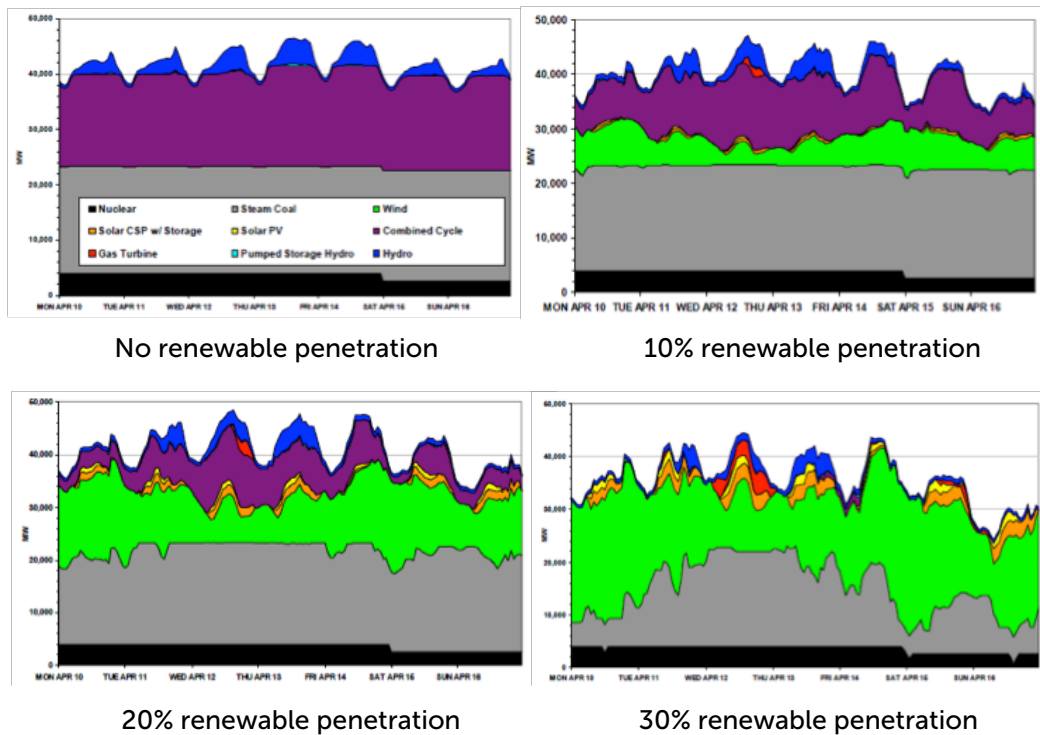 60,000
40,000
30,000
MW
20,000
10,000
0
Nuclear Steam Coal Wind
Solar CSP w/ Storage Solar PV Combined Cycle
Gas Turbine Pumped Storage Hydro Hydro
MON APR 10 TUE APR 11 WED APR 12 THU APR 13 FRI APR 14 SAT APR 15 SUN APR 16
No renewable penetration
50,000
40,000
30,000
MW
20,000
10,000
0
MON APR 10 TUE APR 11 WED APR 12 THU APR 13 FRI APR 14 SAT APR 15 SUN APR 16
10% renewable penetration
50,000
40,000
30,000
MW
20,000
10,000
0
MON APR 10 TUE APR 11 WED APR 12 THU APR 13 FRI APR 14 SAT APR 15 SUN APR 16
20% renewable penetration
40,000
30,000
MW
20,000
10,000
0
MON APR 10 TUE APR 11 WED APR 12 THU APR 13 FRI APR 14 SAT APR 15 SUN APR 16
30% renewable penetration